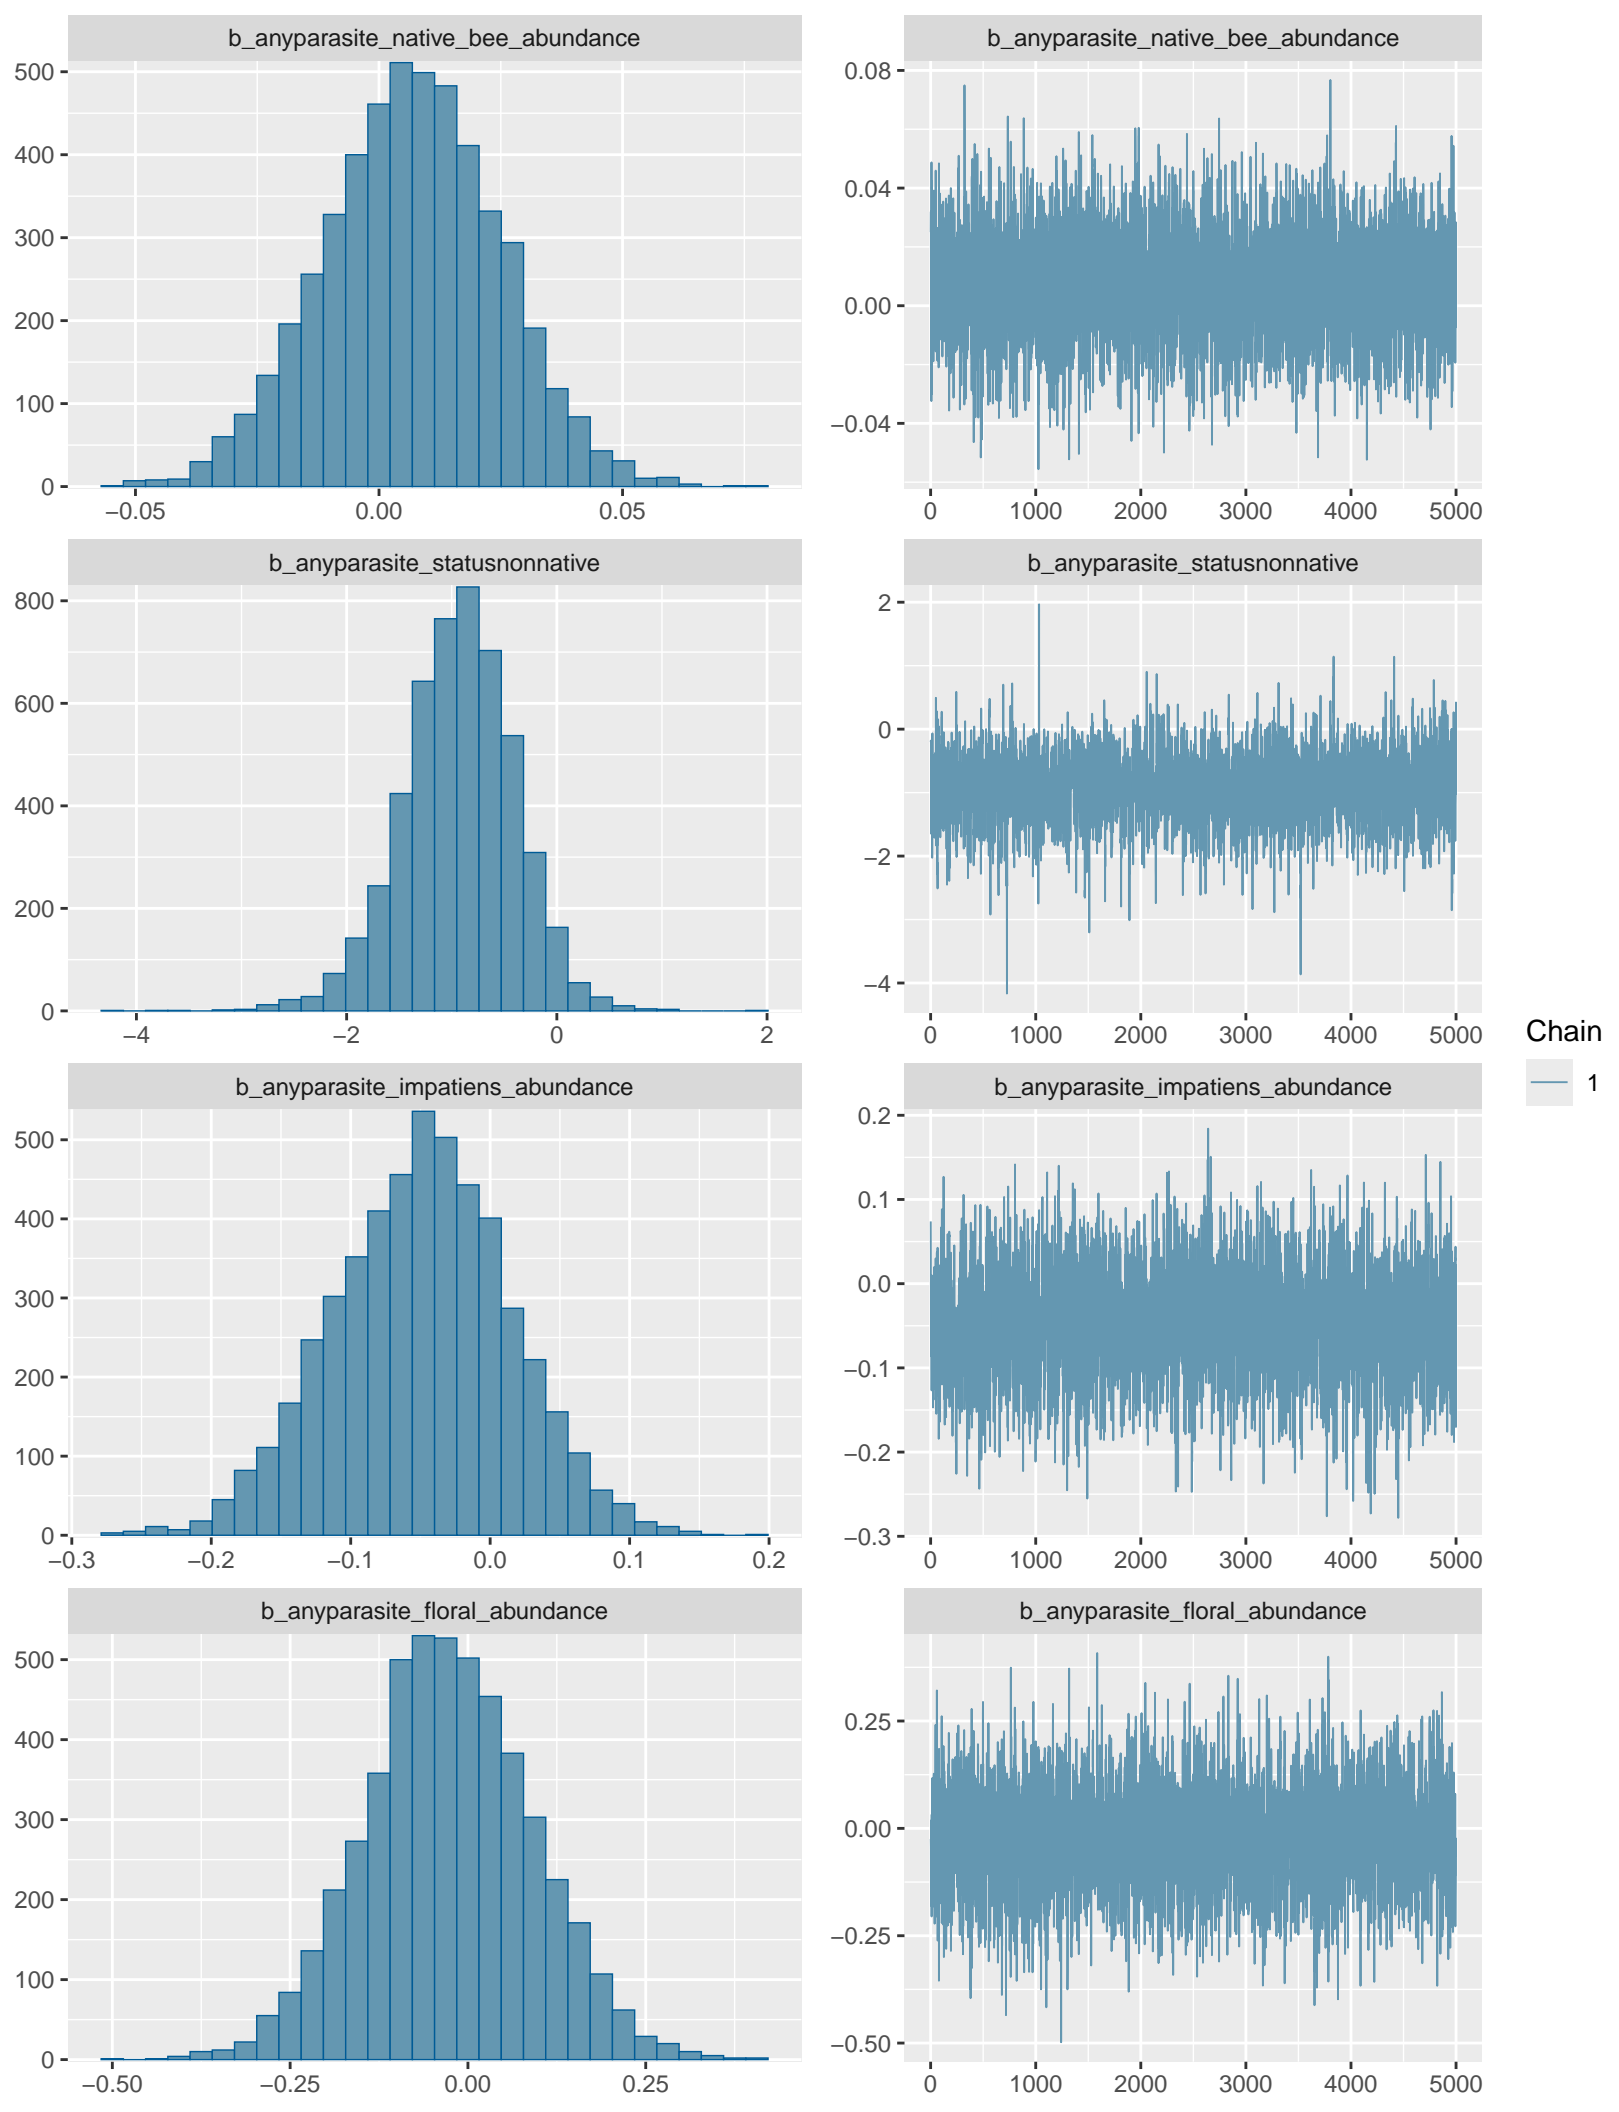 b_anyparasite_native_bee_abundance
b_anyparasite_native_bee_abundance
500
400
300
200
100
0
−0.05 0.00 0.05
0.08
0.04
0.00
−0.04
0 1000 2000 3000 4000 5000
b_anyparasite_statusnonnative
b_anyparasite_statusnonnative
800
600
400
200
0
−4 −2 0 2
2
0
−2
−4
0 1000 2000 3000 4000 5000
b_anyparasite_impatiens_abundance
b_anyparasite_impatiens_abundance
500
400
300
200
100
0
−0.3 −0.2 −0.1 0.0 0.1 0.2
0.2
0.1
0.0
−0.1
−0.2
−0.3
0 1000 2000 3000 4000 5000
b_anyparasite_floral_abundance
b_anyparasite_floral_abundance
500
400
300
200
100
0
−0.50 −0.25 0.00 0.25
0.25
0.00
−0.25
−0.50
0 1000 2000 3000 4000 5000
Chain
1